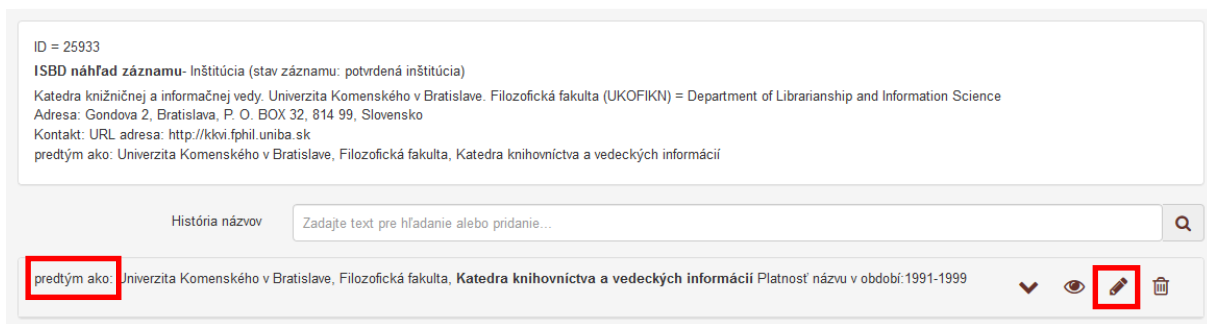 ID = 25933
ISBD náhľad záznamu- Inštitúcia (stav záznamu: potvrdená inštitúcia)
Katedra knižničnej a informačnej vedy. Univerzita Komenského v Bratislave. Filozofická fakulta (UKOFIKN) = Department of Librarianship and Information Science
Adresa: Gondova 2, Bratislava, P. O. BOX 32, 814 99, Slovensko
Kontakt: URL adresa: http://kkvi.fphil.uniba.sk
predtým ako: Univerzita Komenského v Bratislave, Filozofická fakulta, Katedra knihovníctva a vedeckých informácií
História názvov
Zadajte text pre hľadanie alebo pridanie...
predtým ako: Univerzita Komenského v Bratislave, Filozofická fakulta, Katedra knihovníctva a vedeckých informácií Platnosť názvu v období:1991-1999